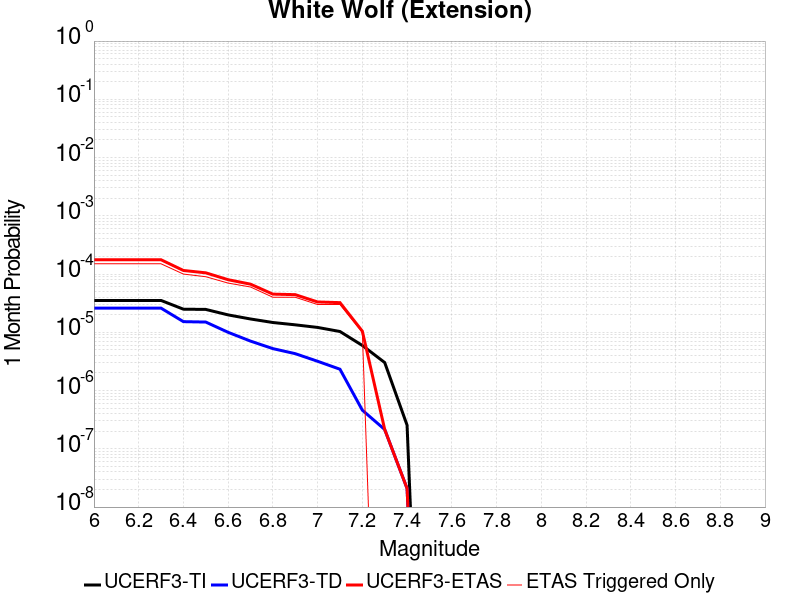 White Wolf (Extension)
1 Month Probability
10^0
10^-1
10^-2
10^-3
10^-4
10^-5
10^-6
10^-7
10^-8
6 6.2 6.4 6.6 6.8 7 7.2 7.4 7.6 7.8 8 8.2 8.4 8.6 8.8 9
Magnitude
UCERF3-TI UCERF3-TD UCERF3-ETAS ETAS Triggered Only